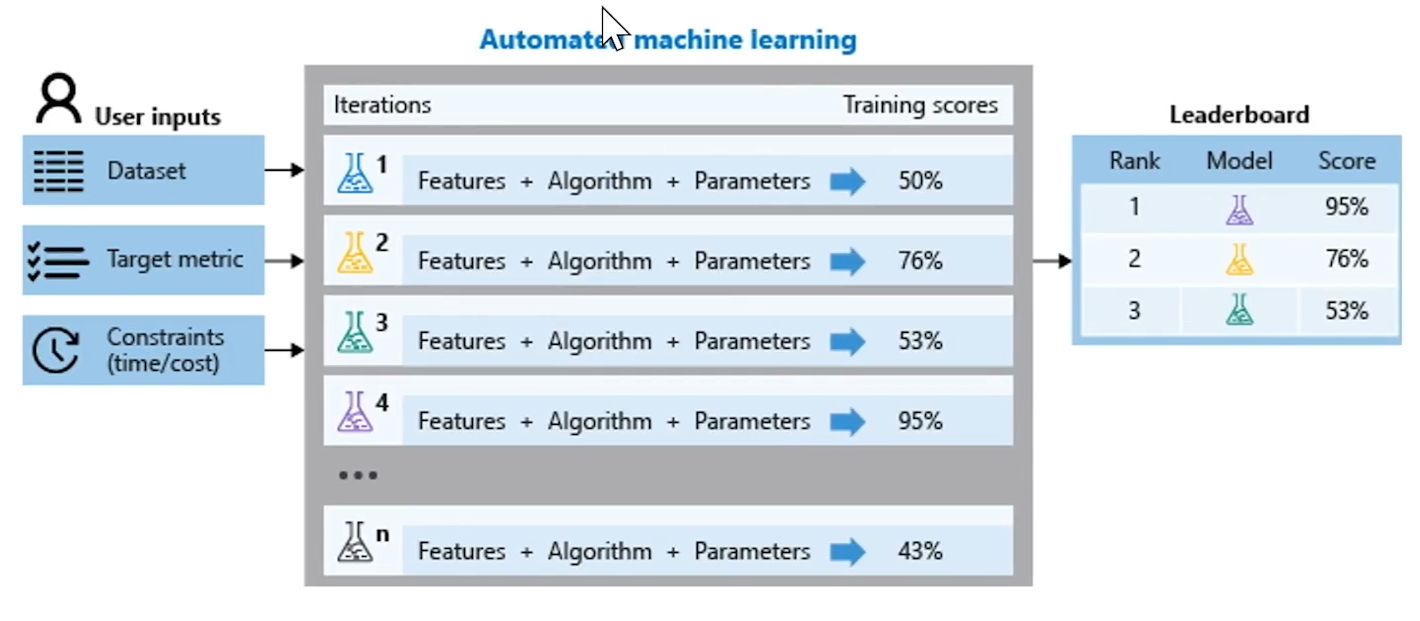 Automated machine learning
User inputs
Dataset
Target metric
Constraints
(time/cost)
Iterations Training scores
1 Features + Algorithm + Parameters 50%
2 Features + Algorithm + Parameters 76%
3 Features + Algorithm + Parameters 53%
4 Features + Algorithm + Parameters 95%
...
n Features + Algorithm + Parameters 43%
Leaderboard
Rank Model Score
1 95%
2 76%
3 53%